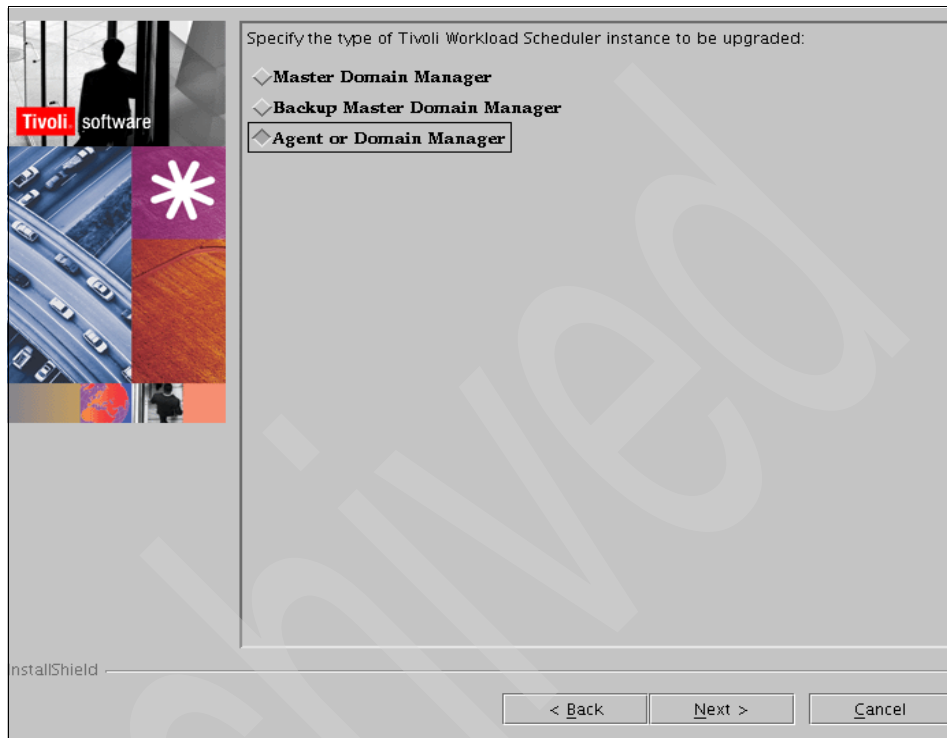 Specify the type of Tivoli Workload Scheduler instance to be upgraded:
Master Domain Manager
Backup Master Domain Manager
Agent or Domain Manager
Tivoli software
InstallShield
< Back
Next >
Cancel
chived